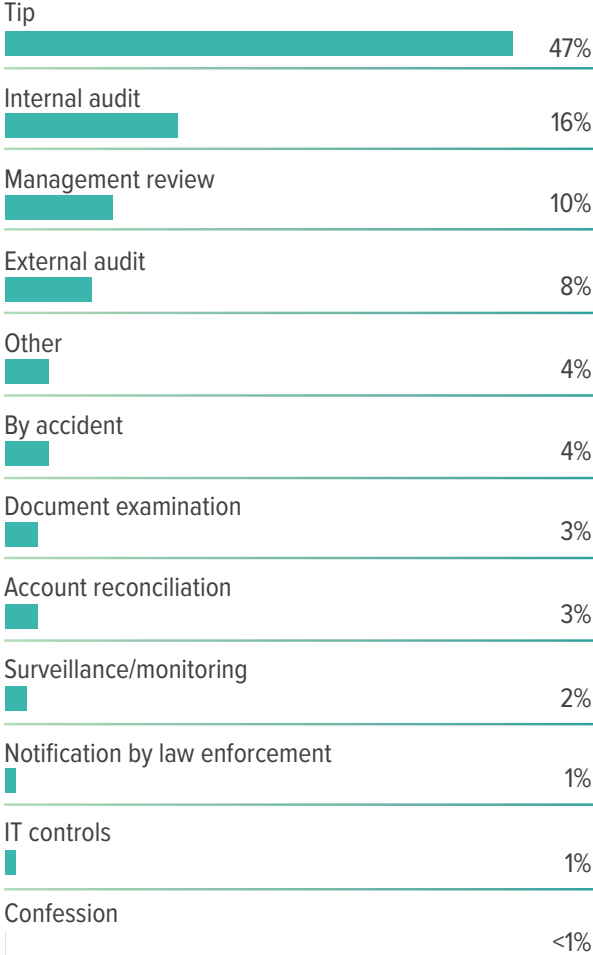 Tip
47%
Internal audit
16%
Management review
10%
External audit
8%
Other
4%
By accident
4%
Document examination
3%
Account reconciliation
3%
Surveillance/monitoring
2%
Notification by law enforcement
1%
IT controls
1%
Confession
<1%